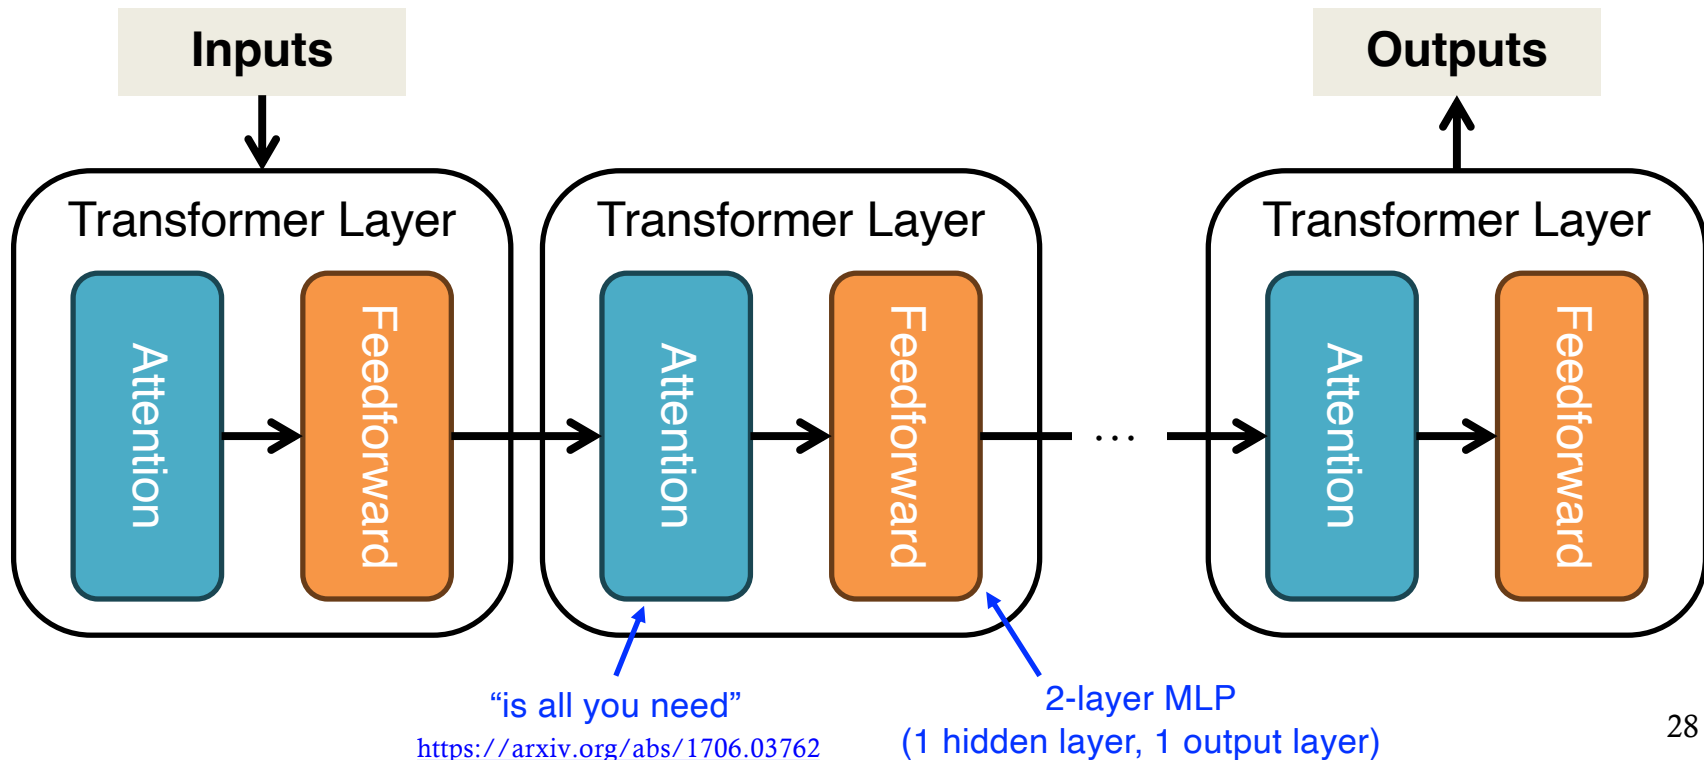 Inputs
Outputs
Transformer Layer
Attention
Feedforward
Transformer Layer
Attention
Feedforward
...
Transformer Layer
Attention
Feedforward
“is all you need”
https://arxiv.org/abs/1706.03762
2-layer MLP
(1 hidden layer, 1 output layer)
28